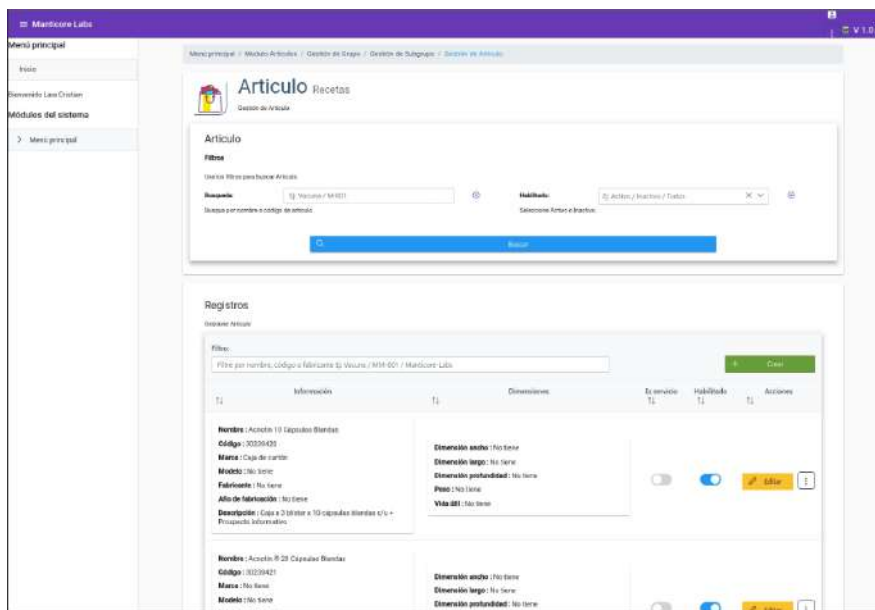 Manticore Labs
V 1.0
Menú principal
Inicio
Bienvenido Lara Cristian
Módulos del sistema
Menú principal
Menú principal / Módulo Artículos / Gestión de Grupo / Gestión de Subgrupo / Gestión de Artículo
Articulo Recetas
Gestión de Artículo
Artículo
Filtros
Use los filtros para buscar Artículo
Búsqueda:
Ej: Vacuna / M-R01
Busque por nombre o código de artículo
Habilitado:
Ej: Activo / Inactivo / Todos
Seleccione Activo o Inactivo
Buscar
Registros
Gestionar Artículo
Filtro:
Filtre por nombre, código o fabricante Ej: Vacuna / MM-001 / Manticore-Labs
Crear
Información
Dimensiones
Es servicio
Habilitado
Acciones
Nombre : Acnotin 10 Cápsulas Blandas
Código : 30239420
Marca : Caja de cartón
Modelo : No tiene
Fabricante : No tiene
Año de fabricación : No tiene
Descripción : Caja x 3 blister x 10 cápsulas blandas c/u +
Prospecto informativo
Dimensión ancho : No tiene
Dimensión largo : No tiene
Dimensión profundidad : No tiene
Peso : No tiene
Vida útil : No tiene
Editar
Nombre : Acnotin ® 20 Cápsulas Blandas
Código : 30239421
Marca : No tiene
Modelo : No tiene
Dimensión ancho : No tiene
Dimensión largo : No tiene
Dimensión profundidad : No tiene
Editar